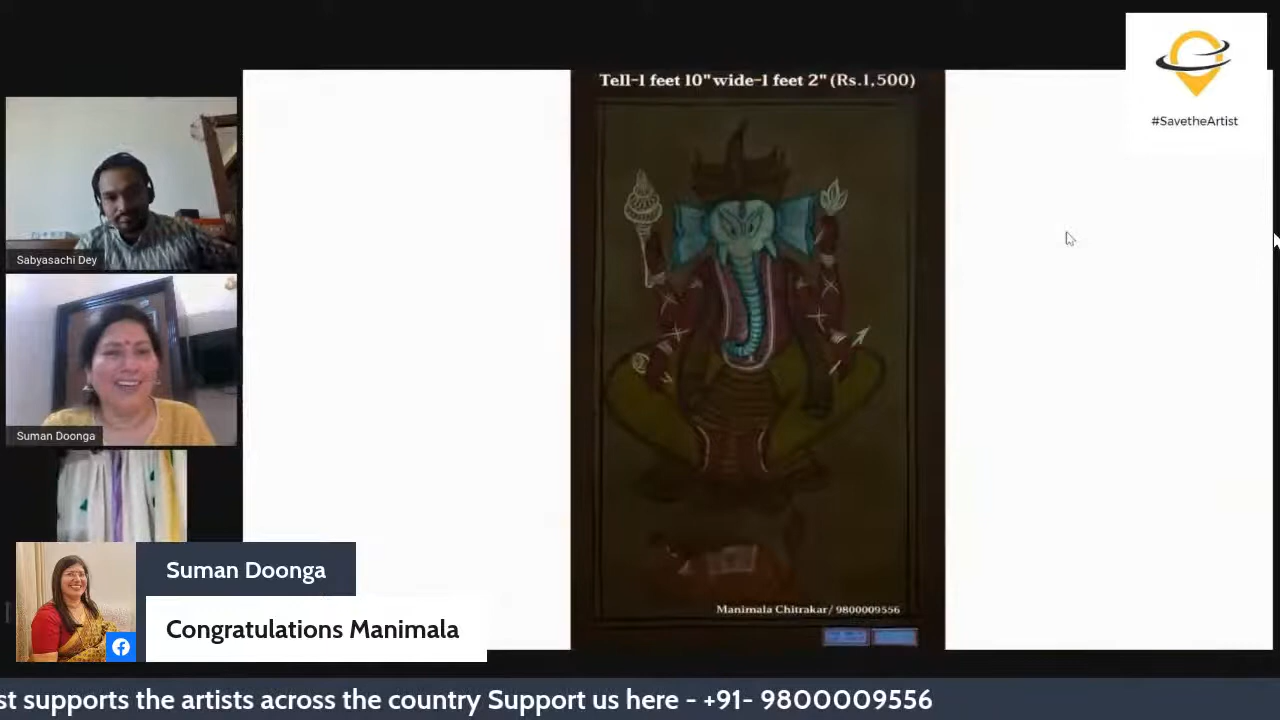 Tell-1 feet 10" wide-1 feet 2" (Rs.1,500)
#SavetheArtist
Sabyasachi Dey
Suman Doonga
Suman Doonga
Congratulations Manimala
Manimala Chitrakar/ 9800009556
st supports the artists across the country Support us here - +91- 9800009556